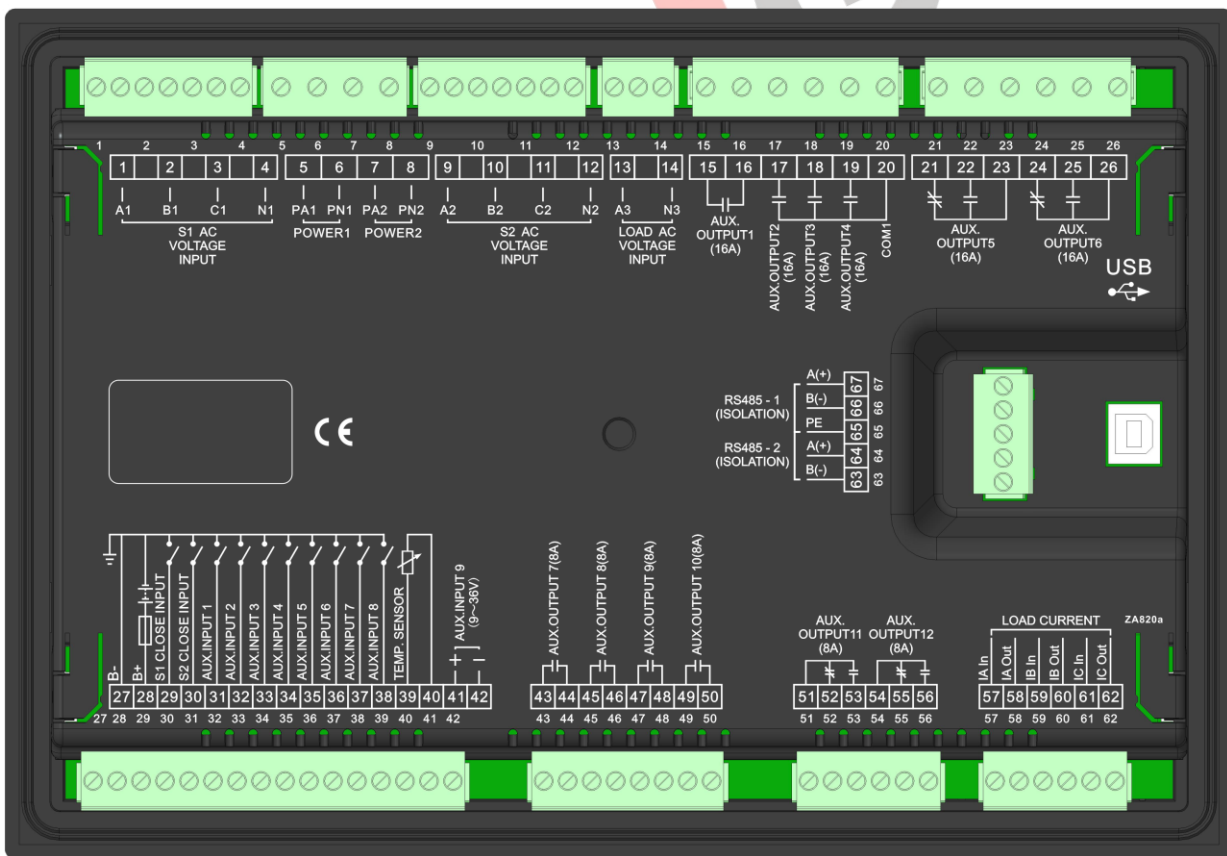 1 2 3 4 5 6 7 8 9 10 11 12 13 14 15 16 17 18 19 20 21 22 23 24 25 26
1 2 3 4 5 6 7 8 9 10 11 12 13 14 15 16 17 18 19 20 21 22 23 24 25 26
A1 B1 C1 N1 PA1 PN1 PA2 PN2 A2 B2 C2 N2 A3 N3
S1 AC
VOLTAGE
INPUT
POWER1
POWER2
S2 AC
VOLTAGE
INPUT
LOAD AC
VOLTAGE
INPUT
AUX.
OUTPUT1
(16A)
AUX.OUTPUT2
(16A)
AUX.OUTPUT3
(16A)
AUX.OUTPUT4
(16A)
COM1
AUX.
OUTPUT5
(16A)
AUX.
OUTPUT6
(16A)
USB
RS485 - 1
(ISOLATION)
RS485 - 2
(ISOLATION)
A(+) 67 67
B(-) 66 66
PE 65 65
A(+) 64 64
B(-) 63 63
CE
B-
B+
S1 CLOSE INPUT
S2 CLOSE INPUT
AUX.INPUT 1
AUX.INPUT 2
AUX.INPUT 3
AUX.INPUT 4
AUX.INPUT 5
AUX.INPUT 6
AUX.INPUT 7
AUX.INPUT 8
TEMP. SENSOR
+ −
AUX.INPUT 9
(9～36V)
AUX.OUTPUT 7(8A)
AUX.OUTPUT 8(8A)
AUX.OUTPUT 9(8A)
AUX.OUTPUT 10(8A)
AUX.
OUTPUT11
(8A)
AUX.
OUTPUT12
(8A)
LOAD CURRENT
IA In
IA Out
IB In
IB Out
IC In
IC Out
ZA820a
27 28 29 30 31 32 33 34 35 36 37 38 39 40 41 42 43 44 45 46 47 48 49 50 51 52 53 54 55 56 57 58 59 60 61 62
27 28 29 30 31 32 33 34 35 36 37 38 39 40 41 42 43 44 45 46 47 48 49 50 51 52 53 54 55 56 57 58 59 60 61 62